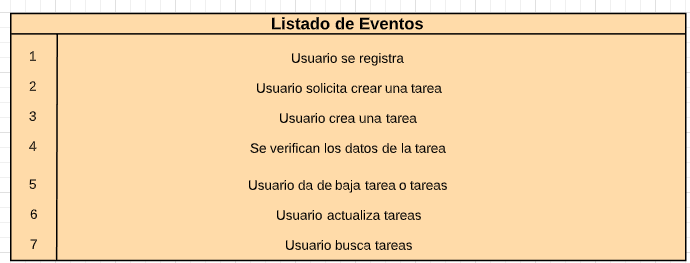 Listado de Eventos
1 Usuario se registra
2 Usuario solicita crear una tarea
3 Usuario crea una tarea
4 Se verifican los datos de la tarea
5 Usuario da de baja tarea o tareas
6 Usuario actualiza tareas
7 Usuario busca tareas